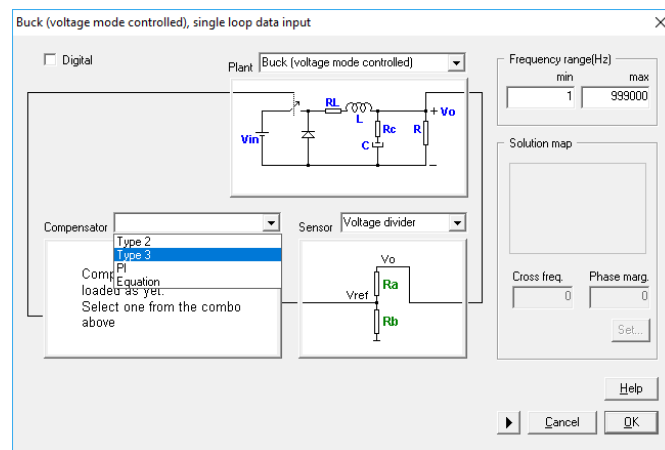 Buck (voltage mode controlled), single loop data input
Digital
Plant Buck (voltage mode controlled)
RL
L
Vin
Rc
C
R
+ Vo
-
Frequency range(Hz)
min max
1 999000
Solution map
Cross freq. Phase marg.
0 0
Set...
Compensator
Type 2
Type 3
PI
Equation
Comp
loaded as yet.
Select one from the combo
above
Sensor Voltage divider
Vo
Vref
Ra
Rb
Help
Cancel OK